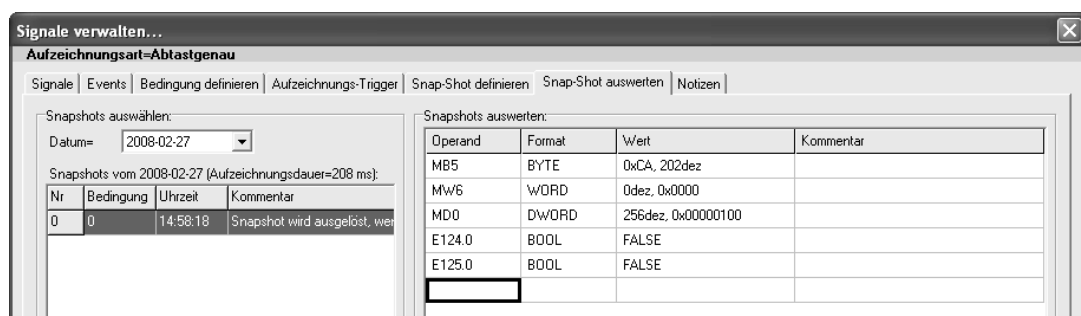 Signale verwalten...
Aufzeichnungsart=Abtastgenau
Signale Events Bedingung definieren Aufzeichnungs-Trigger Snap-Shot definieren Snap-Shot auswerten Notizen
Snapshots auswählen:
Datum= 2008-02-27
Snapshots vom 2008-02-27 (Aufzeichnungsdauer=208 ms):
Nr Bedingung Uhrzeit Kommentar
0 0 14:58:18 Snapshot wird ausgelöst, wer
Snapshots auswerten:
Operand Format Wert Kommentar
MB5 BYTE 0xCA, 202dez
MW6 WORD 0dez, 0x0000
MD0 DWORD 256dez, 0x00000100
E124.0 BOOL FALSE
E125.0 BOOL FALSE